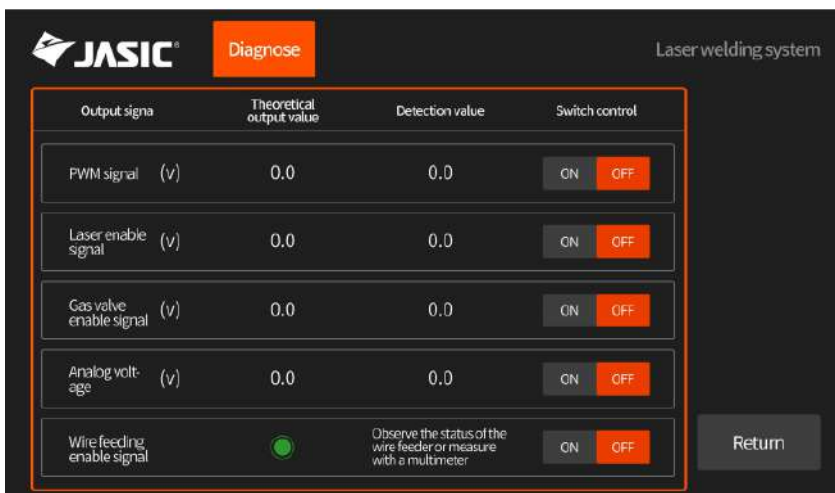 JASIC® Diagnose Laser welding system
Output signa Theoretical output value Detection value Switch control
PWM signal (v) 0.0 0.0 ON OFF
Laser enable signal (v) 0.0 0.0 ON OFF
Gas valve enable signal (v) 0.0 0.0 ON OFF
Analog volt-
age (v) 0.0 0.0 ON OFF
Wire feeding enable signal
Observe the status of the
wire feeder or measure
with a multimeter
ON OFF
Return